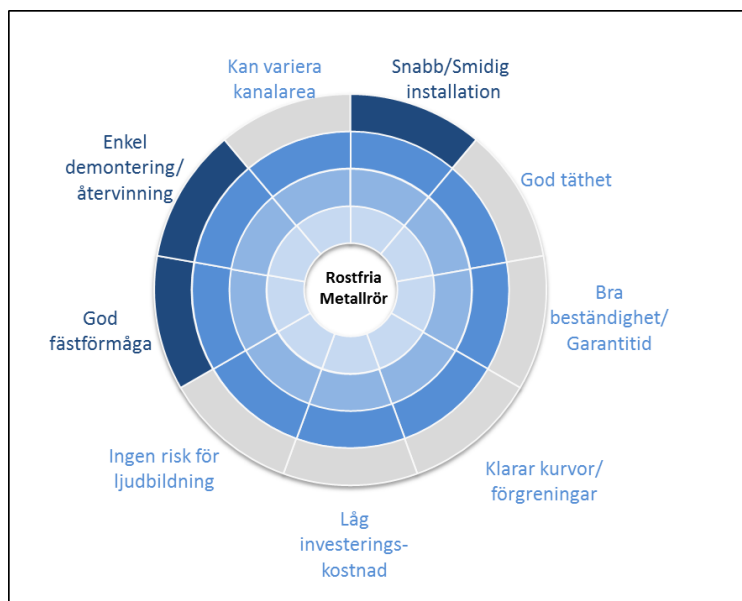 Kan variera
kanalarea
Snabb/Smidig
installation
Enkel
demontering/
återvinning
God täthet
Rostfria
Metallrör
God
fästförmåga
Bra
beständighet/
Garantitid
Ingen risk för
ljudbildning
Klarar kurvor/
förgreningar
Låg
investerings-
kostnad